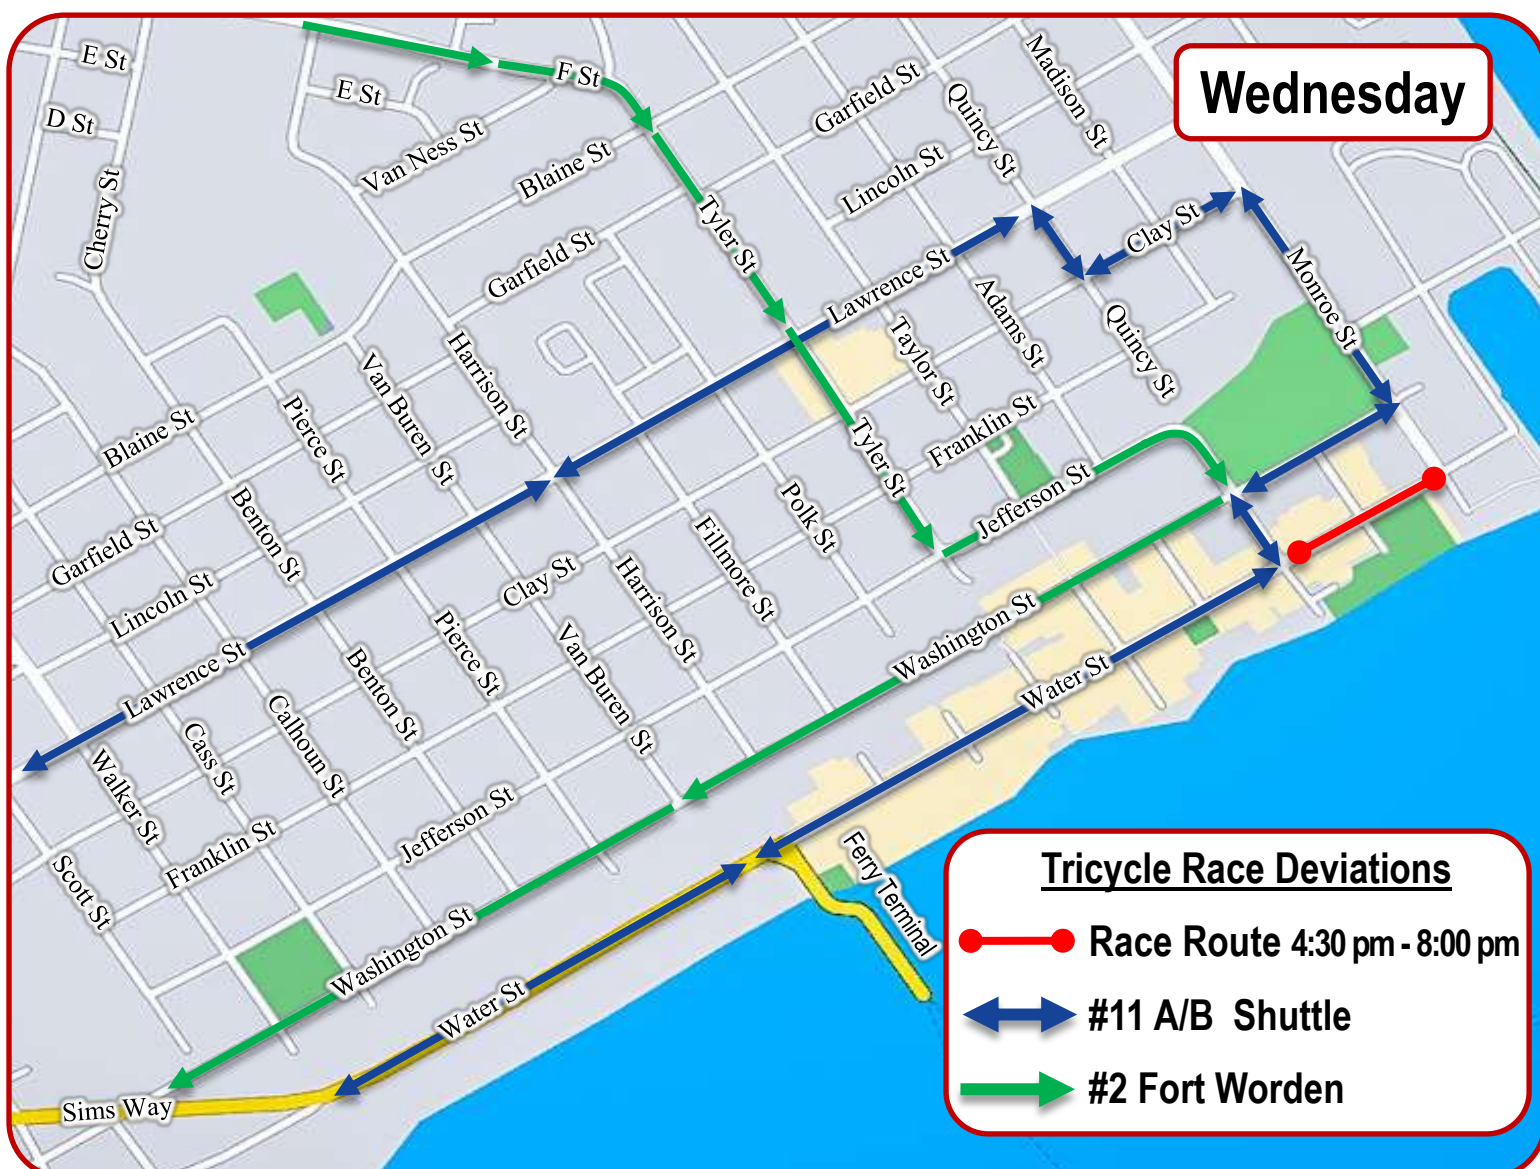 Wednesday
E St
D St
Cherry St
E St
F St
Van Ness St
Blaine St
Garfield St
Quincy St
Madison St
Lincoln St
Tyler St
Garfield St
Lawrence St
Clay St
Monroe St
Adams St
Quincy St
Taylor St
Harrison St
Van Buren St
Pierce St
Blaine St
Franklin St
Tyler St
Jefferson St
Polk St
Fillmore St
Benton St
Garfield St
Lincoln St
Clay St
Harrison St
Washington St
Water St
Lawrence St
Pierce St
Van Buren St
Benton St
Calhoun St
Cass St
Walker St
Scott St
Franklin St
Jefferson St
Washington St
Water St
Ferry Terminal
Sims Way
Tricycle Race Deviations
Race Route 4:30 pm - 8:00 pm
#11 A/B Shuttle
#2 Fort Worden